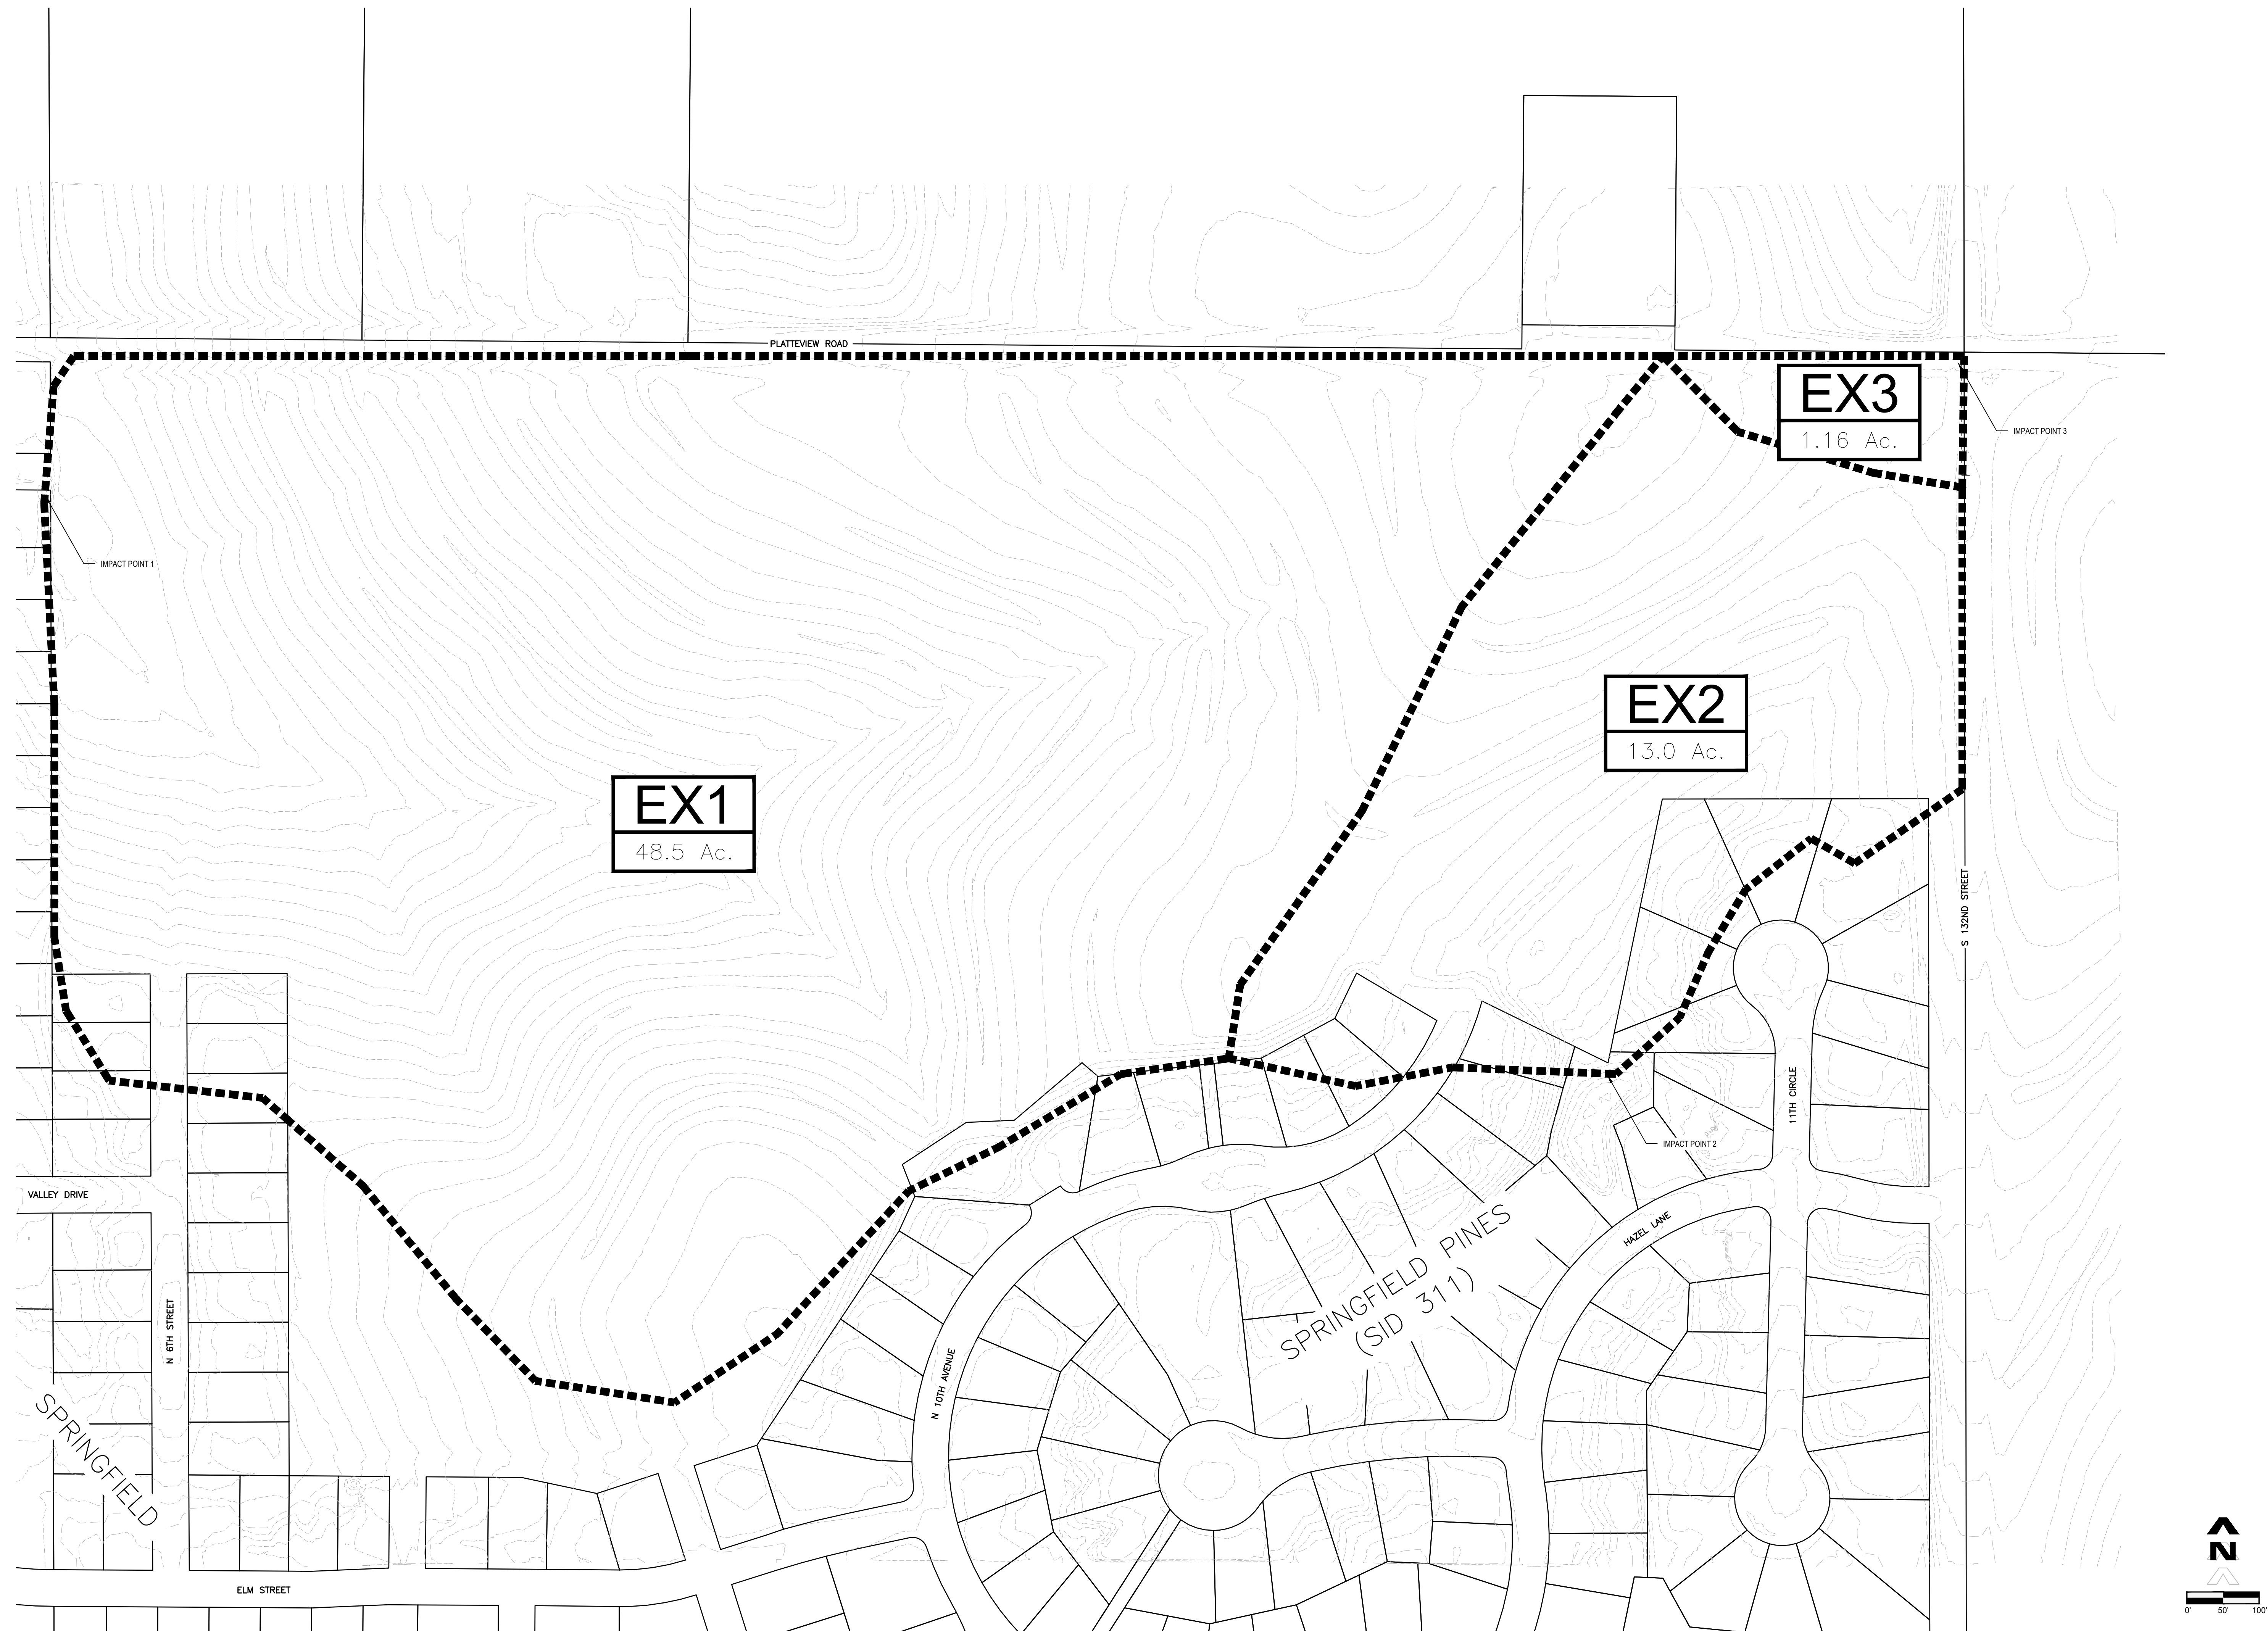 PLATTEVIEW ROAD
EX3
1.16 Ac.
IMPACT POINT 3
IMPACT POINT 1
EX2
13.0 Ac.
EX1
48.5 Ac.
S 132ND STREET
11TH CIRCLE
IMPACT POINT 2
VALLEY DRIVE
HAZEL LANE
SPRINGFIELD PINES
(SID 311)
N 6TH STREET
N 10TH AVENUE
SPRINGFIELD
ELM STREET
N
0' 50' 100'